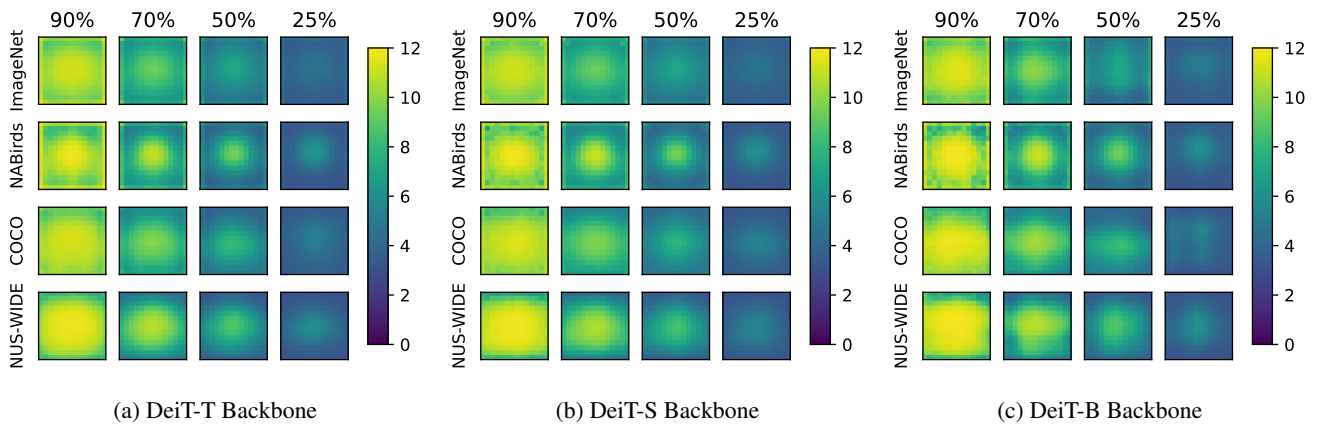 90% 70% 50% 25% 90% 70% 50% 25% 90% 70% 50% 25%
ImageNet ImageNet ImageNet
NABirds NABirds NABirds
COCO COCO COCO
NUS-WIDE NUS-WIDE NUS-WIDE
12 12 12
10 10 10
8 8 8
6 6 6
4 4 4
2 2 2
0 0 0
(a) DeiT-T Backbone (b) DeiT-S Backbone (c) DeiT-B Backbone